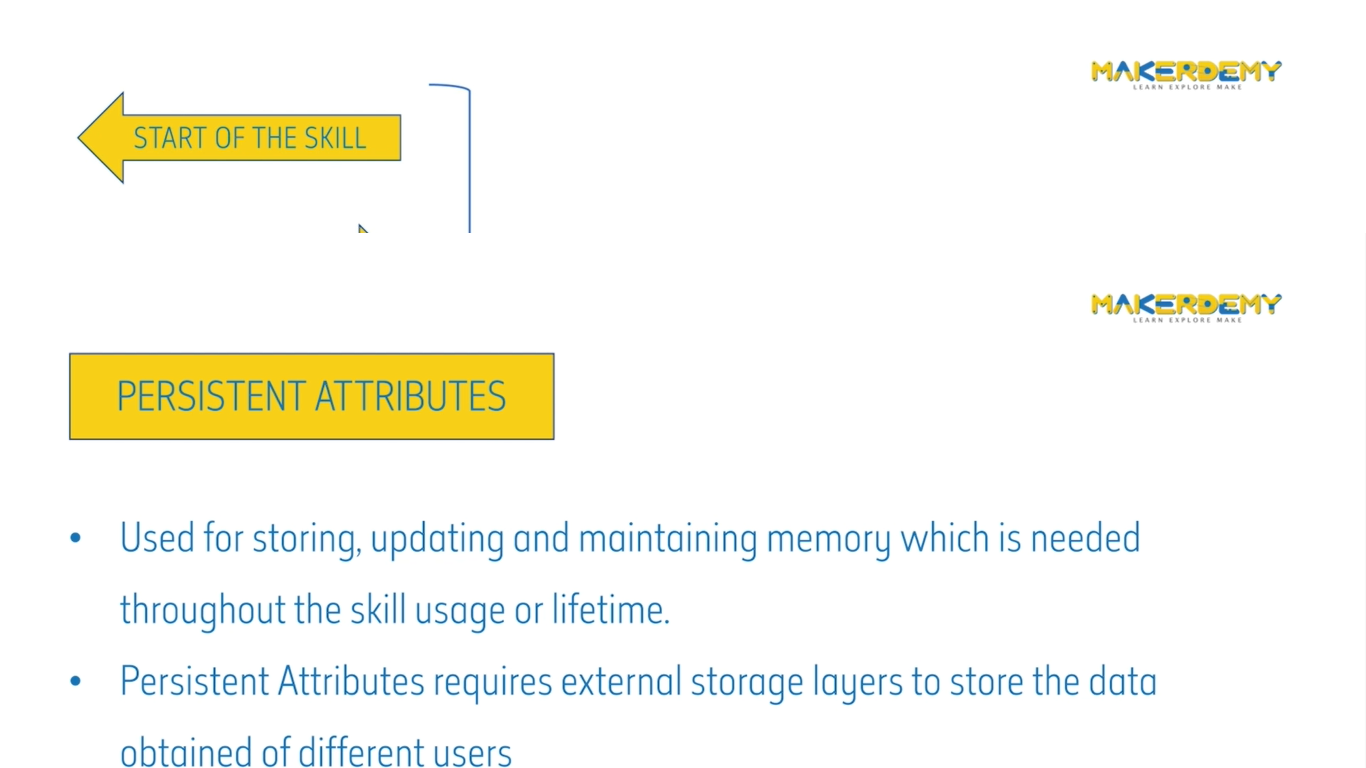 MAKERDEMY
LEARN EXPLORE MAKE
START OF THE SKILL
MAKERDEMY
LEARN EXPLORE MAKE
PERSISTENT ATTRIBUTES
• Used for storing, updating and maintaining memory which is needed
throughout the skill usage or lifetime.
• Persistent Attributes requires external storage layers to store the data
obtained of different users